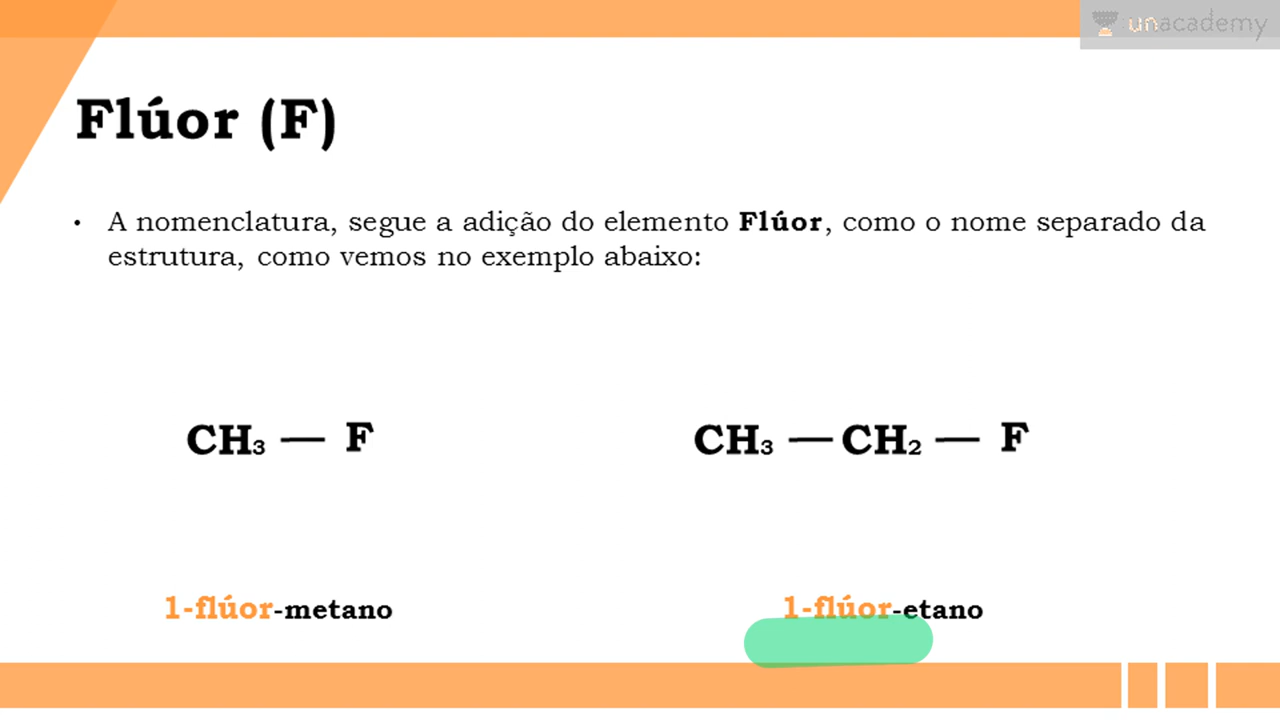 unacademy
Flúor (F)
• A nomenclatura, segue a adição do elemento Flúor, como o nome separado da
estrutura, como vemos no exemplo abaixo:
CH₃ — F
CH₃ — CH₂ — F
1-flúor-metano
1-flúor-etano